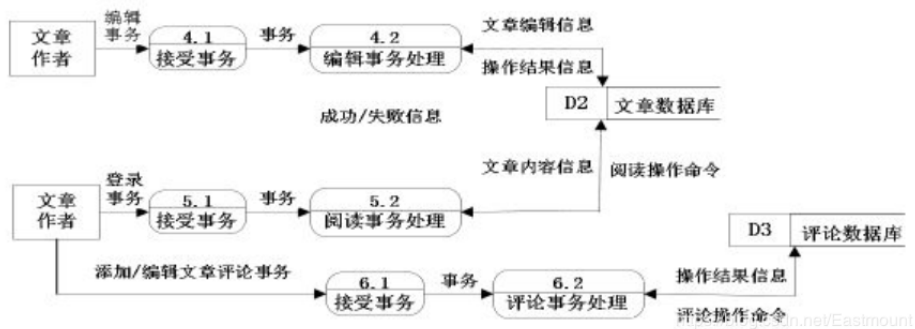 文章
作者
编辑
事务
4.1
接受事务
事务
4.2
编辑事务处理
文章编辑信息
操作结果信息
D2
文章数据库
成功/失败信息
文章内容信息
阅读操作命令
文章
作者
登录
事务
5.1
接受事务
事务
5.2
阅读事务处理
D3
评论数据库
添加/编辑文章评论事务
6.1
接受事务
事务
6.2
评论事务处理
操作结果信息
评论操作命令